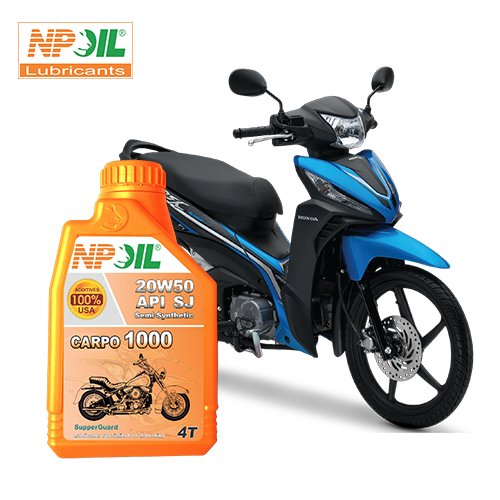 NPOIL
Lubricants
HONDA
NPOIL
ADDITIVES
100%
USA
20W50
API SJ
Semi-Synthetic
CARPO 1000
SupperGuard
4T